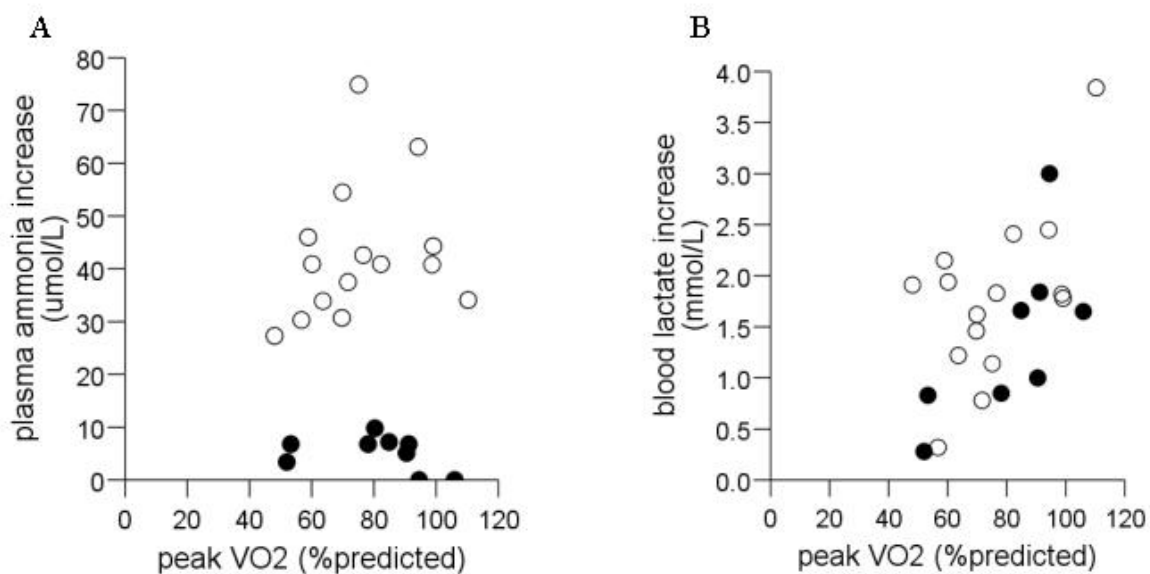 A
80
70
60
50
40
30
20
10
0
plasma ammonia increase
(umol/L)
0 20 40 60 80 100 120
peak VO2 (%predicted)
B
4.0
3.5
3.0
2.5
2.0
1.5
1.0
0.5
0.0
blood lactate increase
(mmol/L)
0 20 40 60 80 100 120
peak VO2 (%predicted)